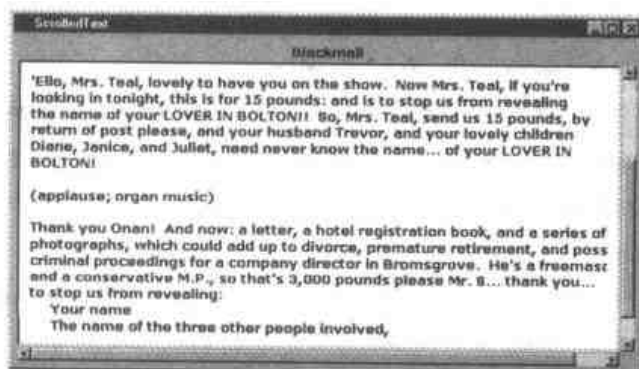 ScrolledText
Blackmail
'Ello, Mrs. Teal, lovely to have you on the show.  Now Mrs. Teal, if you're
looking in tonight, this is for 15 pounds: and is to stop us from revealing
the name of your LOVER IN BOLTON!!  So, Mrs. Teal, send us 15 pounds, by
return of post please, and your husband Trevor, and your lovely children
Diane, Janice, and Juliet, need never know the name... of your LOVER IN
BOLTON!
(applause; organ music)
Thank you Onan!  And now: a letter, a hotel registration book, and a series of
photographs, which could add up to divorce, premature retirement, and poss
criminal proceedings for a company director in Bromsgrove.  He's a freemasc
and a conservative M.P., so that's 3,000 pounds please Mr. S... thank you...
to stop us from revealing:
Your name
The name of the three other people involved,